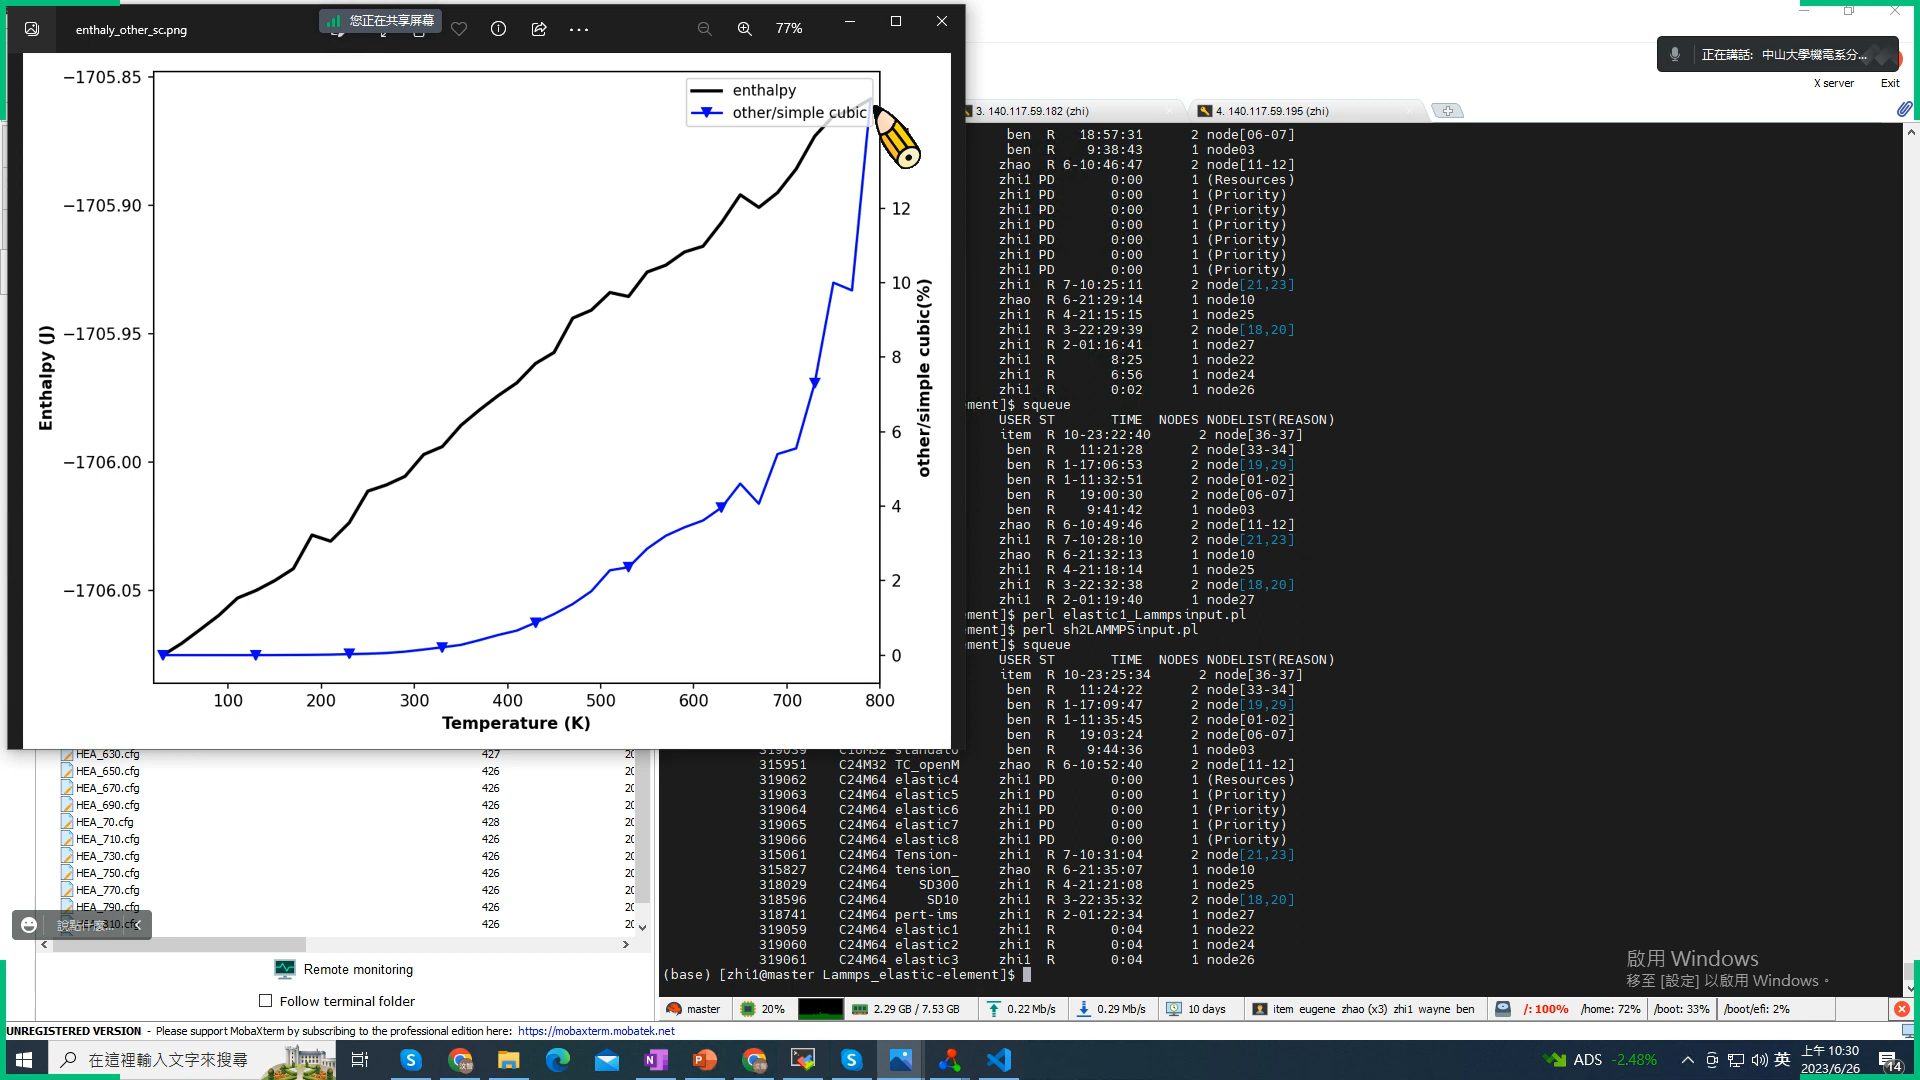 enthaly_other_sc.png
您正在共享屏幕
77%
−1705.85
−1705.90
−1705.95
−1706.00
−1706.05
Enthalpy (J)
enthalpy
other/simple cubic
12
10
8
6
4
2
0
other/simple cubic(%)
100 200 300 400 500 600 700 800
Temperature (K)
正在講話: 中山大學機電系分...
X server Exit
3. 140.117.59.182 (zhi)
4. 140.117.59.195 (zhi)
ben R 18:57:31 2 node[06-07]
ben R 9:38:43 1 node03
zhao R 6-10:46:47 2 node[11-12]
zhi1 PD 0:00 1 (Resources)
zhi1 PD 0:00 1 (Priority)
zhi1 PD 0:00 1 (Priority)
zhi1 PD 0:00 1 (Priority)
zhi1 PD 0:00 1 (Priority)
zhi1 PD 0:00 1 (Priority)
zhi1 PD 0:00 1 (Priority)
zhi1 R 7-10:25:11 2 node[21,23]
zhao R 6-21:29:14 1 node10
zhi1 R 4-21:15:15 1 node25
zhi1 R 3-22:29:39 2 node[18,20]
zhi1 R 2-01:16:41 1 node27
zhi1 R 8:25 1 node22
zhi1 R 6:56 1 node24
zhi1 R 0:02 1 node26
ement]$ squeue
USER ST TIME NODES NODELIST(REASON)
item R 10-23:22:40 2 node[36-37]
ben R 11:21:28 2 node[33-34]
ben R 1-17:06:53 2 node[19,29]
ben R 1-11:32:51 2 node[01-02]
ben R 19:00:30 2 node[06-07]
ben R 9:41:42 1 node03
zhao R 6-10:49:46 2 node[11-12]
zhi1 R 7-10:28:10 2 node[21,23]
zhao R 6-21:32:13 1 node10
zhi1 R 4-21:18:14 1 node25
zhi1 R 3-22:32:38 2 node[18,20]
zhi1 R 2-01:19:40 1 node27
ement]$ perl elastic1_Lammpsinput.pl
ement]$ perl sh2LAMMPSinput.pl
ement]$ squeue
USER ST TIME NODES NODELIST(REASON)
item R 10-23:25:34 2 node[36-37]
ben R 11:24:22 2 node[33-34]
ben R 1-17:09:47 2 node[19,29]
ben R 1-11:35:45 2 node[01-02]
ben R 19:03:24 2 node[06-07]
ben R 9:44:36 1 node03
315951 C24M32 TC_openM zhao R 6-10:52:40 2 node[11-12]
319062 C24M64 elastic4 zhi1 PD 0:00 1 (Resources)
319063 C24M64 elastic5 zhi1 PD 0:00 1 (Priority)
319064 C24M64 elastic6 zhi1 PD 0:00 1 (Priority)
319065 C24M64 elastic7 zhi1 PD 0:00 1 (Priority)
319066 C24M64 elastic8 zhi1 PD 0:00 1 (Priority)
315061 C24M64 Tension- zhi1 R 7-10:31:04 2 node[21,23]
315827 C24M64 tension_ zhao R 6-21:35:07 1 node10
318029 C24M64 SD300 zhi1 R 4-21:21:08 1 node25
318596 C24M64 SD10 zhi1 R 3-22:35:32 2 node[18,20]
318741 C24M64 pert-ims zhi1 R 2-01:22:34 1 node27
319059 C24M64 elastic1 zhi1 R 0:04 1 node22
319060 C24M64 elastic2 zhi1 R 0:04 1 node24
319061 C24M64 elastic3 zhi1 R 0:04 1 node26
(base) [zhi1@master Lammps_elastic-element]$
HEA_630.cfg 427 20
HEA_650.cfg 426 20
HEA_670.cfg 426 20
HEA_690.cfg 426 20
HEA_70.cfg 428 20
HEA_710.cfg 426 20
HEA_730.cfg 426 20
HEA_750.cfg 426 20
HEA_770.cfg 426 20
HEA_790.cfg 426 20
426 20
說點什麼...
Remote monitoring
Follow terminal folder
啟用 Windows
移至 [設定] 以啟用 Windows。
master 20% 2.29 GB / 7.53 GB 0.22 Mb/s 0.29 Mb/s 10 days item eugene zhao (x3) zhi1 wayne ben /: 100% /home: 72% /boot: 33% /boot/efi: 2%
UNREGISTERED VERSION - Please support MobaXterm by subscribing to the professional edition here: https://mobaxterm.mobatek.net
在這裡輸入文字來搜尋
ADS -2.48%
英
上午 10:30
2023/6/26
14